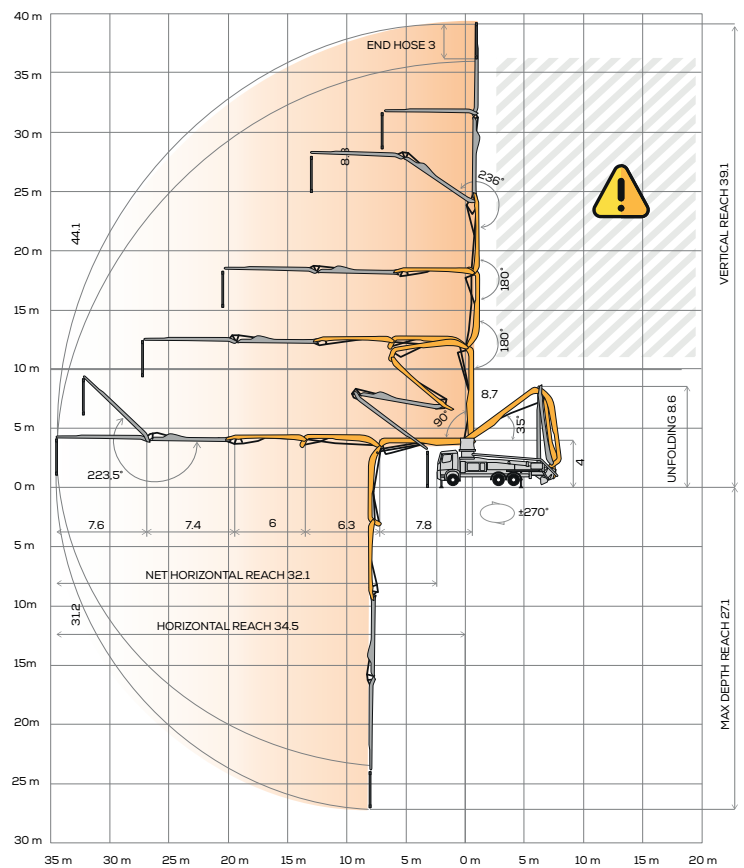 40 m
END HOSE 3
35 m
30 m
8.3
25 m
236°
44.1
20 m
VERTICAL REACH 39.1
180°
15 m
180°
10 m
8,7
90°
35°
UNFOLDING 8.6
5 m
4
223,5°
0 m
±270°
7.6
7.4
6
6.3
7.8
5 m
NET HORIZONTAL REACH 32.1
10m
31.2
HORIZONTAL REACH 34.5
MAX DEPTH REACH 27.1
15 m
20 m
25 m
30 m
35 m
30 m
25 m
20 m
15 m
10 m
5 m
0 m
5 m
10 m
15 m
20 m